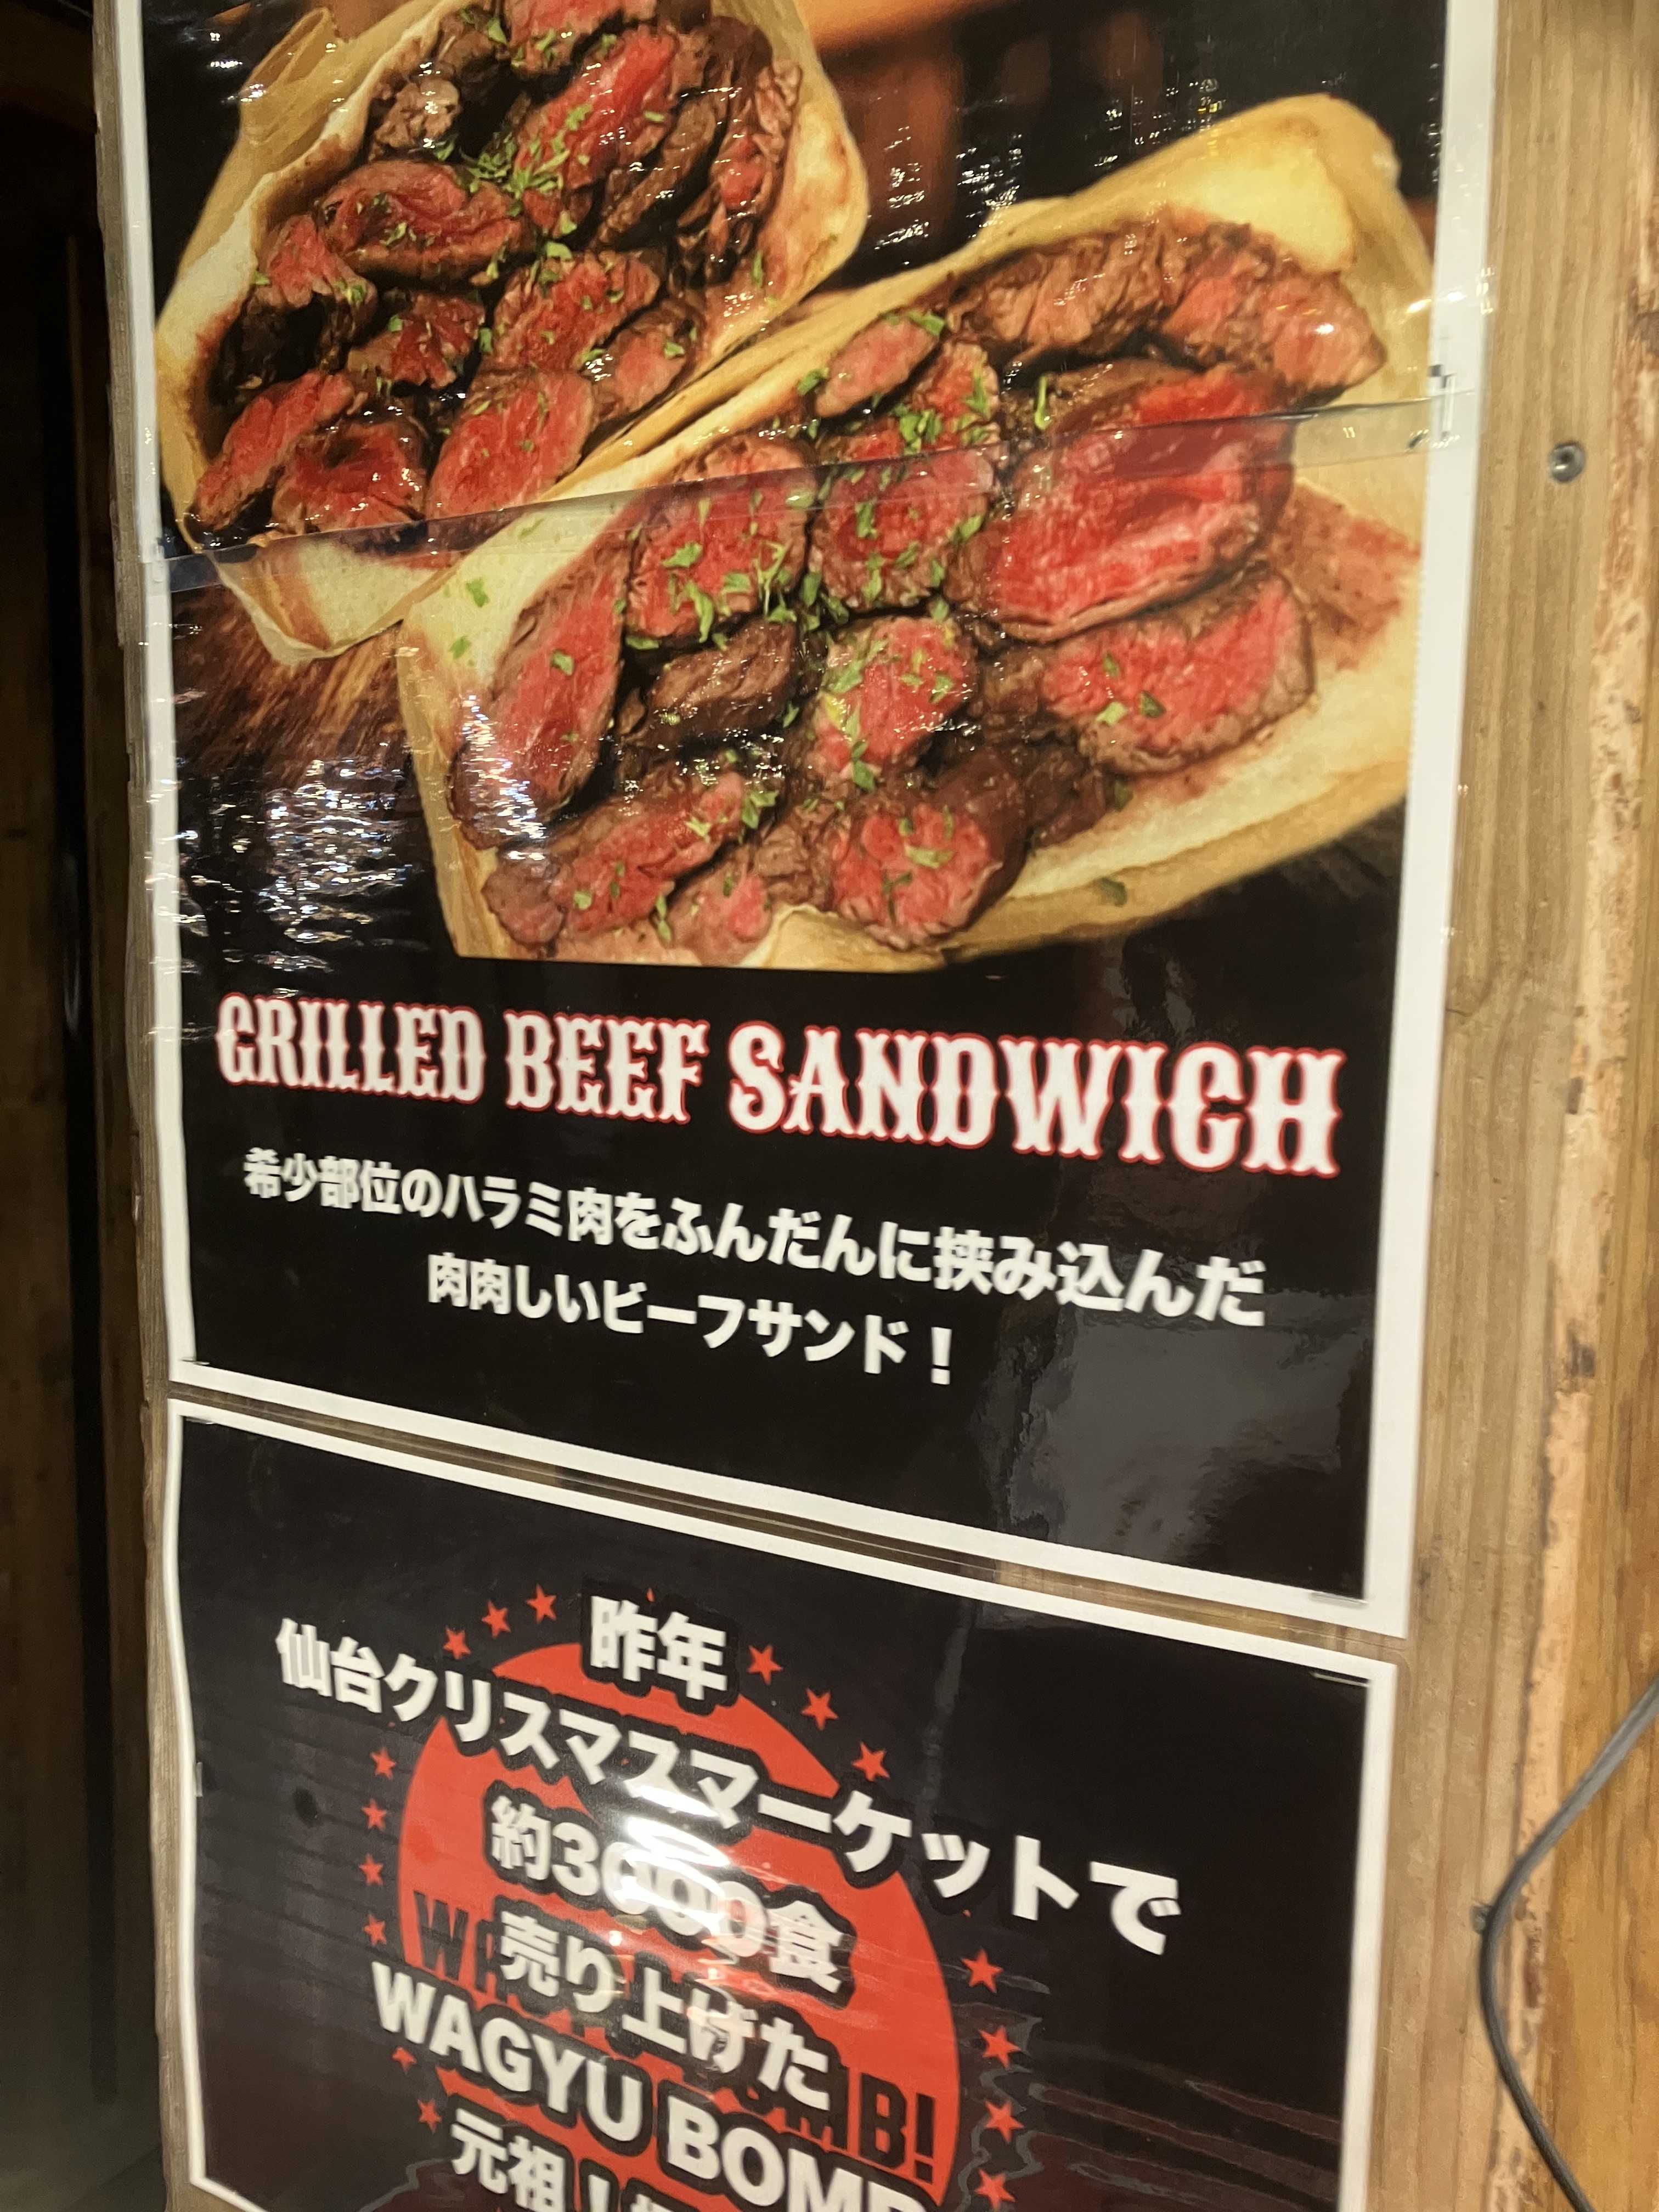 GRILLED BEEF SANDWICH
希少部位のハラミ肉をふんだんに挟み込んだ
肉肉しいビーフサンド！
昨年
仙台クリスマスマーケットで
約3000食
売り上げた
WAGYU BOMB
元祖！